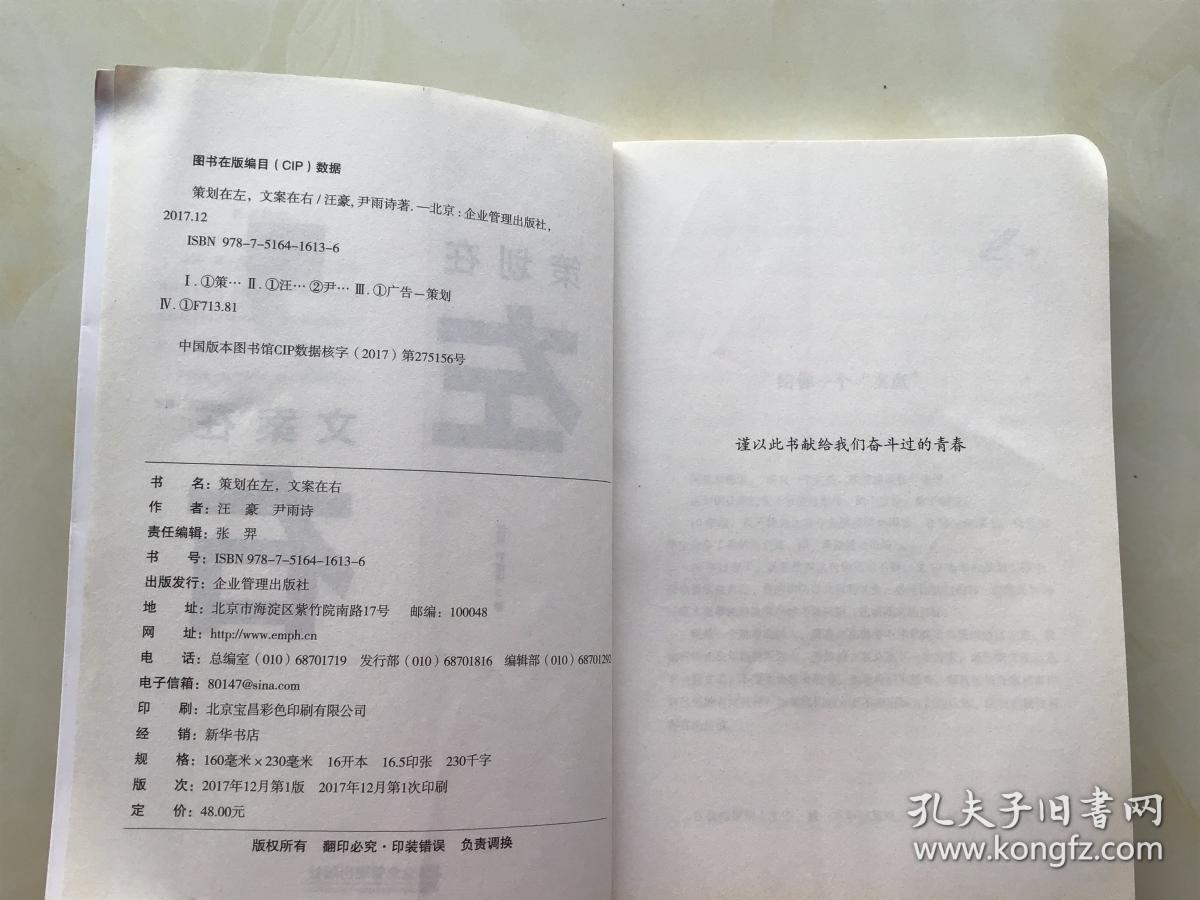 图书在版编目（CIP）数据
策划在左，文案在右 / 汪豪, 尹雨诗著. —北京：企业管理出版社，
2017.12
ISBN 978-7-5164-1613-6
Ⅰ.①策… Ⅱ.①汪… ②尹… Ⅲ.①广告－策划
Ⅳ.①F713.81
中国版本图书馆CIP数据核字（2017）第275156号
书　　名：策划在左，文案在右
作　　者：汪　豪　尹雨诗
责任编辑：张　羿
书　　号：ISBN 978-7-5164-1613-6
出版发行：企业管理出版社
地　　址：北京市海淀区紫竹院南路17号　邮编：100048
网　　址：http://www.emph.cn
电　　话：总编室（010）68701719　发行部（010）68701816　编辑部（010）68701292
电子信箱：80147@sina.com
印　　刷：北京宝昌彩色印刷有限公司
经　　销：新华书店
规　　格：160毫米×230毫米　16开本　16.5印张　230千字
版　　次：2017年12月第1版　2017年12月第1次印刷
定　　价：48.00元
版权所有　翻印必究・印装错误　负责调换
谨以此书献给我们奋斗过的青春
孔夫子旧书网
www.kongfz.com